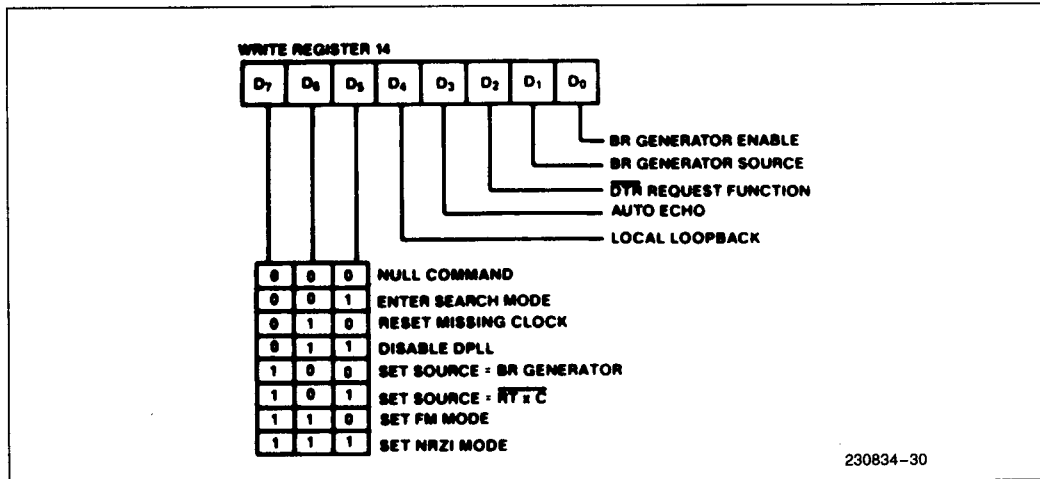 WRITE REGISTER 14
D7 D6 D5 D4 D3 D2 D1 D0
BR GENERATOR ENABLE
BR GENERATOR SOURCE
DTR REQUEST FUNCTION
AUTO ECHO
LOCAL LOOPBACK
0 0 0 NULL COMMAND
0 0 1 ENTER SEARCH MODE
0 1 0 RESET MISSING CLOCK
0 1 1 DISABLE DPLL
1 0 0 SET SOURCE = BR GENERATOR
1 0 1 SET SOURCE = RT x C
1 1 0 SET FM MODE
1 1 1 SET NRZI MODE
230834-30